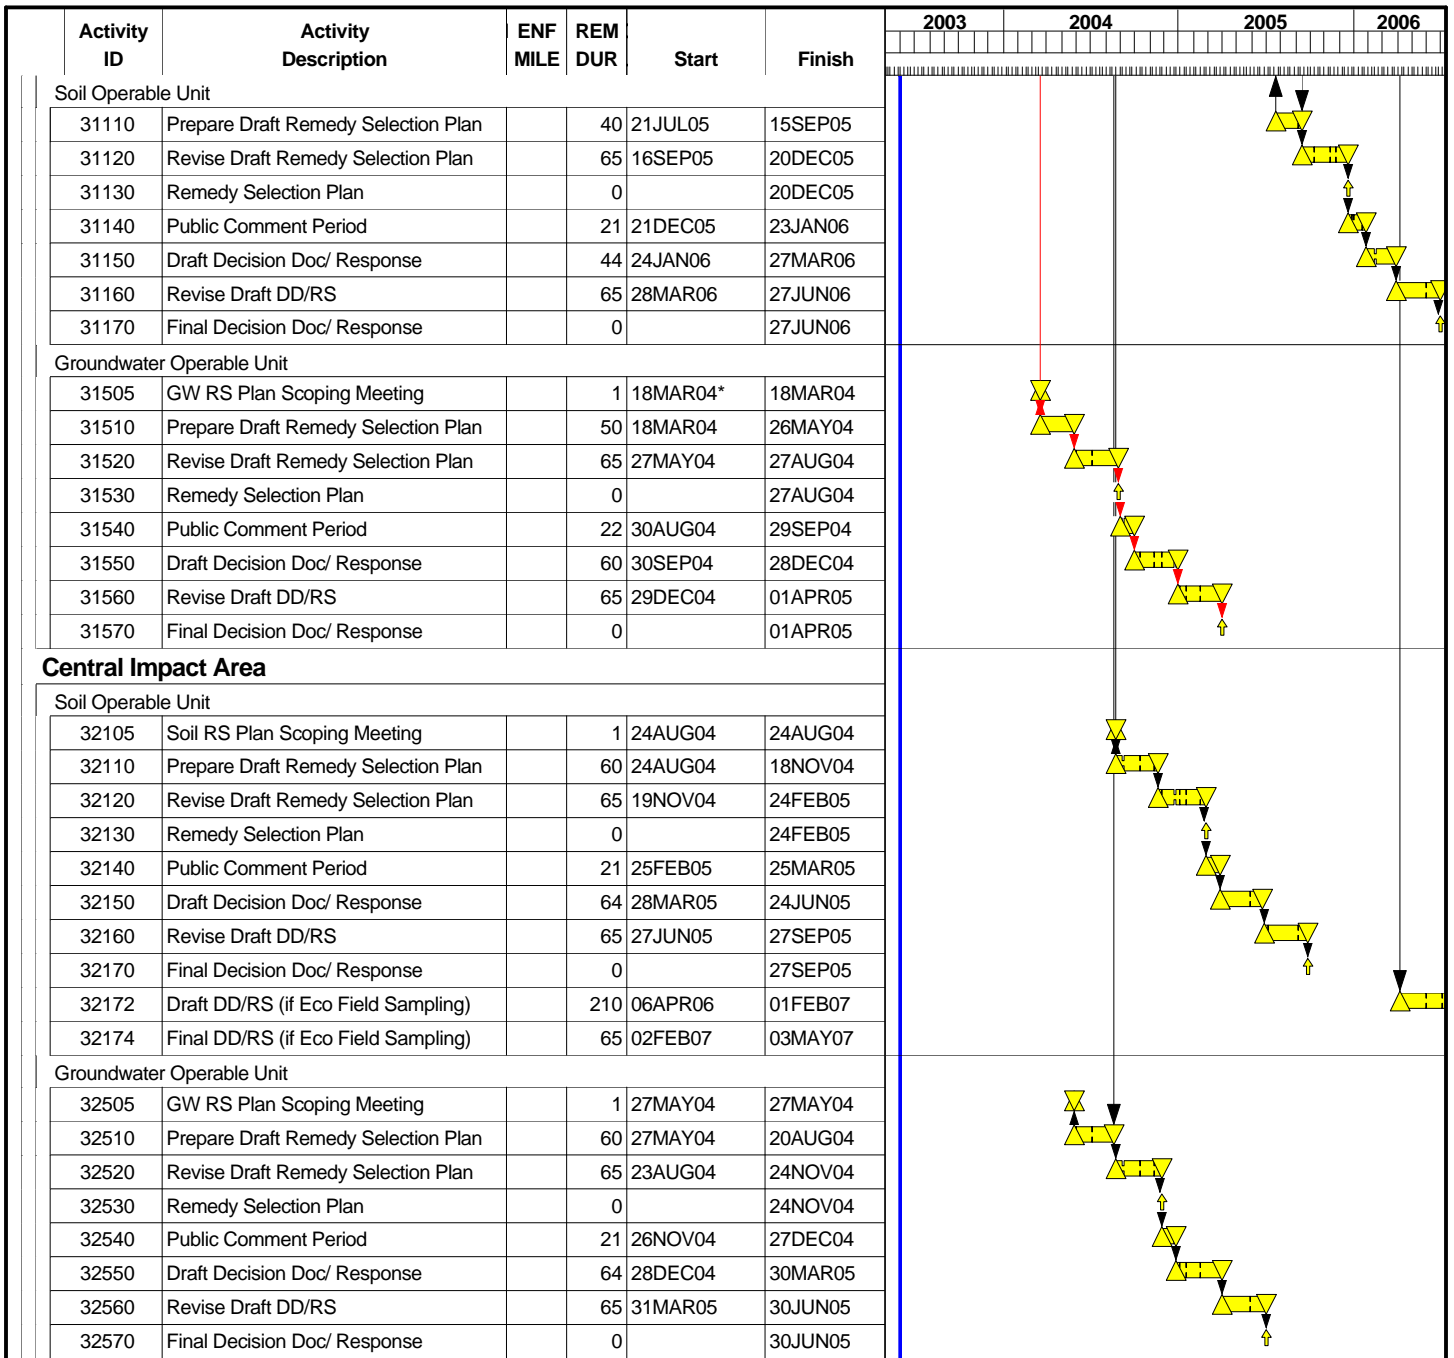 2003 2004 2005 2006
Activity Activity ENF REM
ID Description MILE DUR Start Finish
Soil Operable Unit
31110 Prepare Draft Remedy Selection Plan 40 21JUL05 15SEP05
31120 Revise Draft Remedy Selection Plan 65 16SEP05 20DEC05
31130 Remedy Selection Plan 0 20DEC05
31140 Public Comment Period 21 21DEC05 23JAN06
31150 Draft Decision Doc/ Response 44 24JAN06 27MAR06
31160 Revise Draft DD/RS 65 28MAR06 27JUN06
31170 Final Decision Doc/ Response 0 27JUN06
Groundwater Operable Unit
31505 GW RS Plan Scoping Meeting 1 18MAR04* 18MAR04
31510 Prepare Draft Remedy Selection Plan 50 18MAR04 26MAY04
31520 Revise Draft Remedy Selection Plan 65 27MAY04 27AUG04
31530 Remedy Selection Plan 0 27AUG04
31540 Public Comment Period 22 30AUG04 29SEP04
31550 Draft Decision Doc/ Response 60 30SEP04 28DEC04
31560 Revise Draft DD/RS 65 29DEC04 01APR05
31570 Final Decision Doc/ Response 0 01APR05
Central Impact Area
Soil Operable Unit
32105 Soil RS Plan Scoping Meeting 1 24AUG04 24AUG04
32110 Prepare Draft Remedy Selection Plan 60 24AUG04 18NOV04
32120 Revise Draft Remedy Selection Plan 65 19NOV04 24FEB05
32130 Remedy Selection Plan 0 24FEB05
32140 Public Comment Period 21 25FEB05 25MAR05
32150 Draft Decision Doc/ Response 64 28MAR05 24JUN05
32160 Revise Draft DD/RS 65 27JUN05 27SEP05
32170 Final Decision Doc/ Response 0 27SEP05
32172 Draft DD/RS (if Eco Field Sampling) 210 06APR06 01FEB07
32174 Final DD/RS (if Eco Field Sampling) 65 02FEB07 03MAY07
Groundwater Operable Unit
32505 GW RS Plan Scoping Meeting 1 27MAY04 27MAY04
32510 Prepare Draft Remedy Selection Plan 60 27MAY04 20AUG04
32520 Revise Draft Remedy Selection Plan 65 23AUG04 24NOV04
32530 Remedy Selection Plan 0 24NOV04
32540 Public Comment Period 21 26NOV04 27DEC04
32550 Draft Decision Doc/ Response 64 28DEC04 30MAR05
32560 Revise Draft DD/RS 65 31MAR05 30JUN05
32570 Final Decision Doc/ Response 0 30JUN05